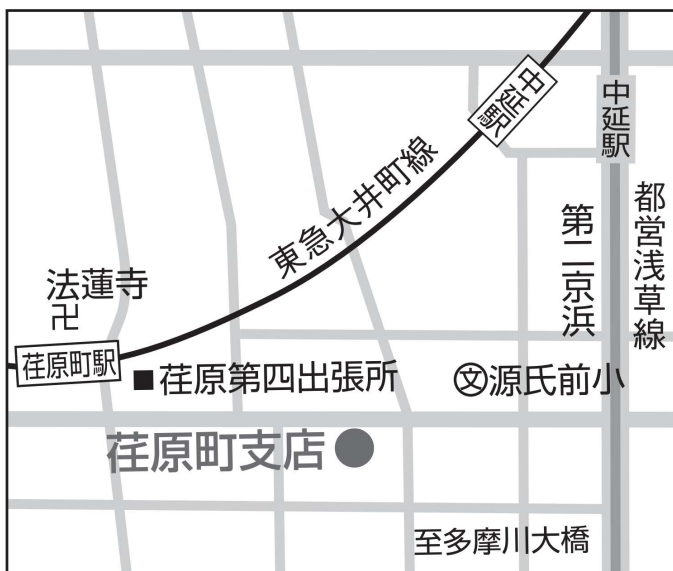 中延駅
中延駅
東急大井町線
都営浅草線
第二京浜
法蓮寺
卍
荏原町駅
■荏原第四出張所
㊛源氏前小
荏原町支店●
至多摩川大橋